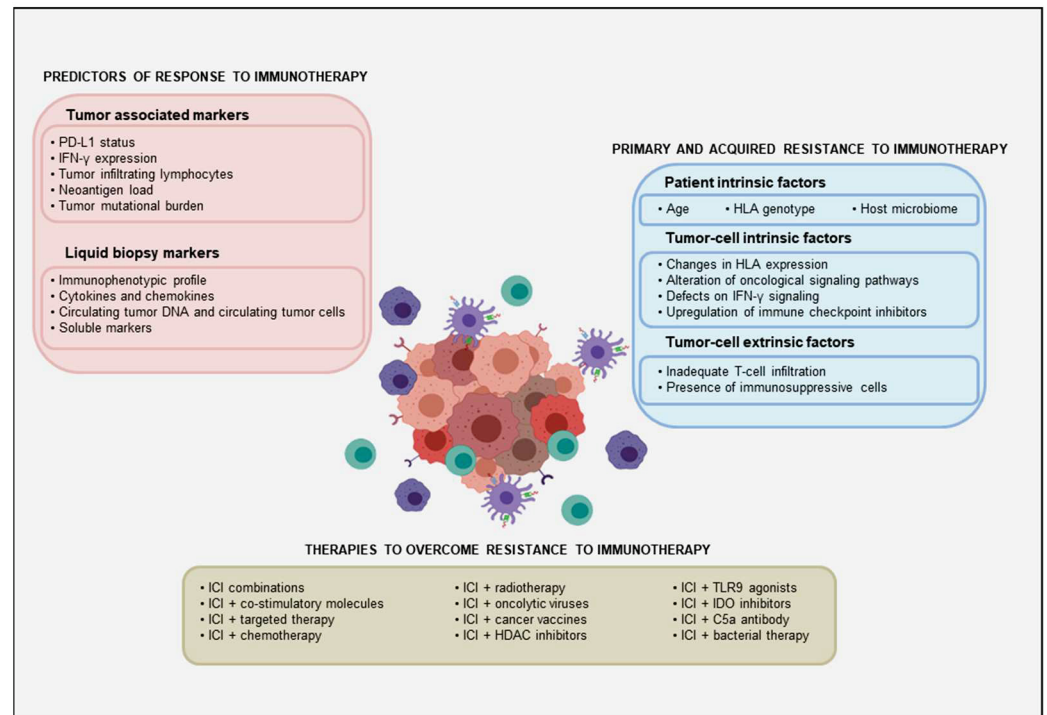 PREDICTORS OF RESPONSE TO IMMUNOTHERAPY
Tumor associated markers
• PD-L1 status
• IFN-γ expression
• Tumor infiltrating lymphocytes
• Neoantigen load
• Tumor mutational burden
Liquid biopsy markers
• Immunophenotypic profile
• Cytokines and chemokines
• Circulating tumor DNA and circulating tumor cells
• Soluble markers
PRIMARY AND ACQUIRED RESISTANCE TO IMMUNOTHERAPY
Patient intrinsic factors
• Age • HLA genotype • Host microbiome
Tumor-cell intrinsic factors
• Changes in HLA expression
• Alteration of oncological signaling pathways
• Defects on IFN-γ signaling
• Upregulation of immune checkpoint inhibitors
Tumor-cell extrinsic factors
• Inadequate T-cell infiltration
• Presence of immunosuppressive cells
THERAPIES TO OVERCOME RESISTANCE TO IMMUNOTHERAPY
• ICI combinations
• ICI + co-stimulatory molecules
• ICI + targeted therapy
• ICI + chemotherapy
• ICI + radiotherapy
• ICI + oncolytic viruses
• ICI + cancer vaccines
• ICI + HDAC inhibitors
• ICI + TLR9 agonists
• ICI + IDO inhibitors
• ICI + C5a antibody
• ICI + bacterial therapy